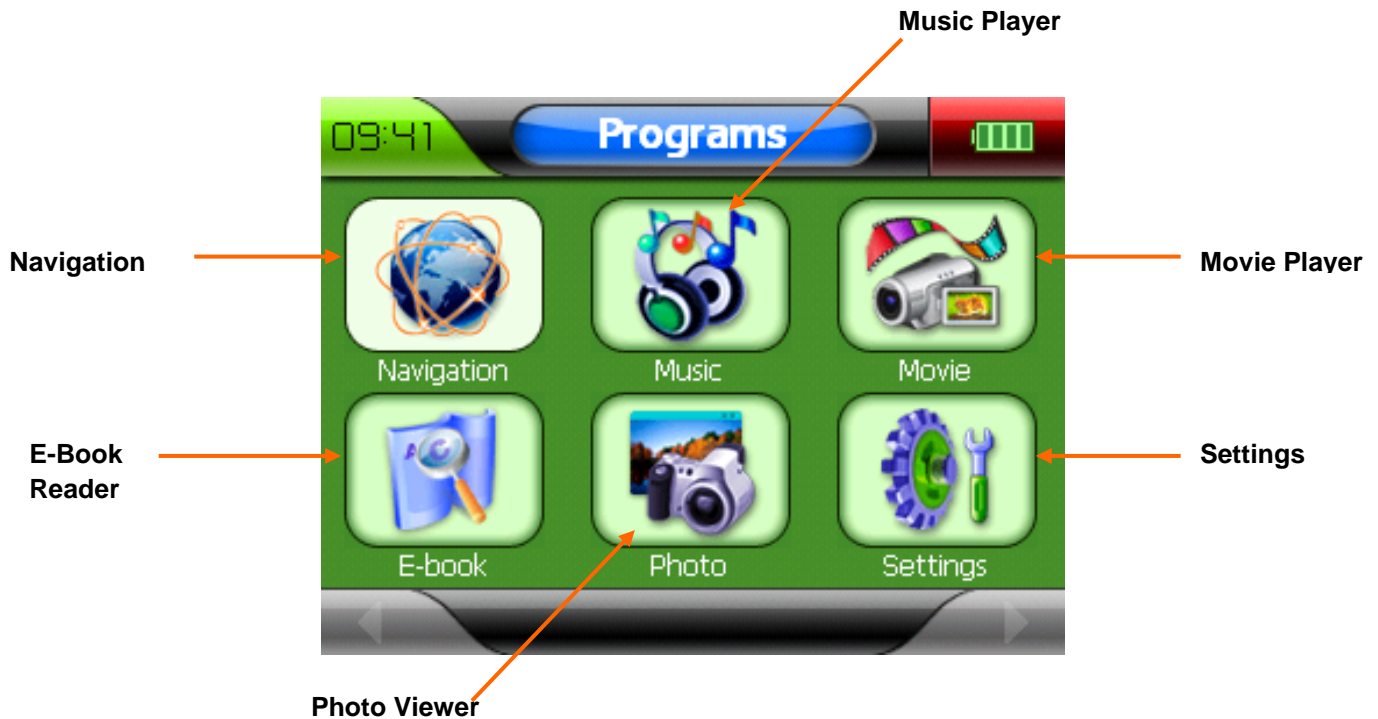 Music Player
09:41
Programs
Navigation
Movie Player
Navigation
Music
Movie
E-Book
Reader
Settings
E-book
Photo
Settings
Photo Viewer